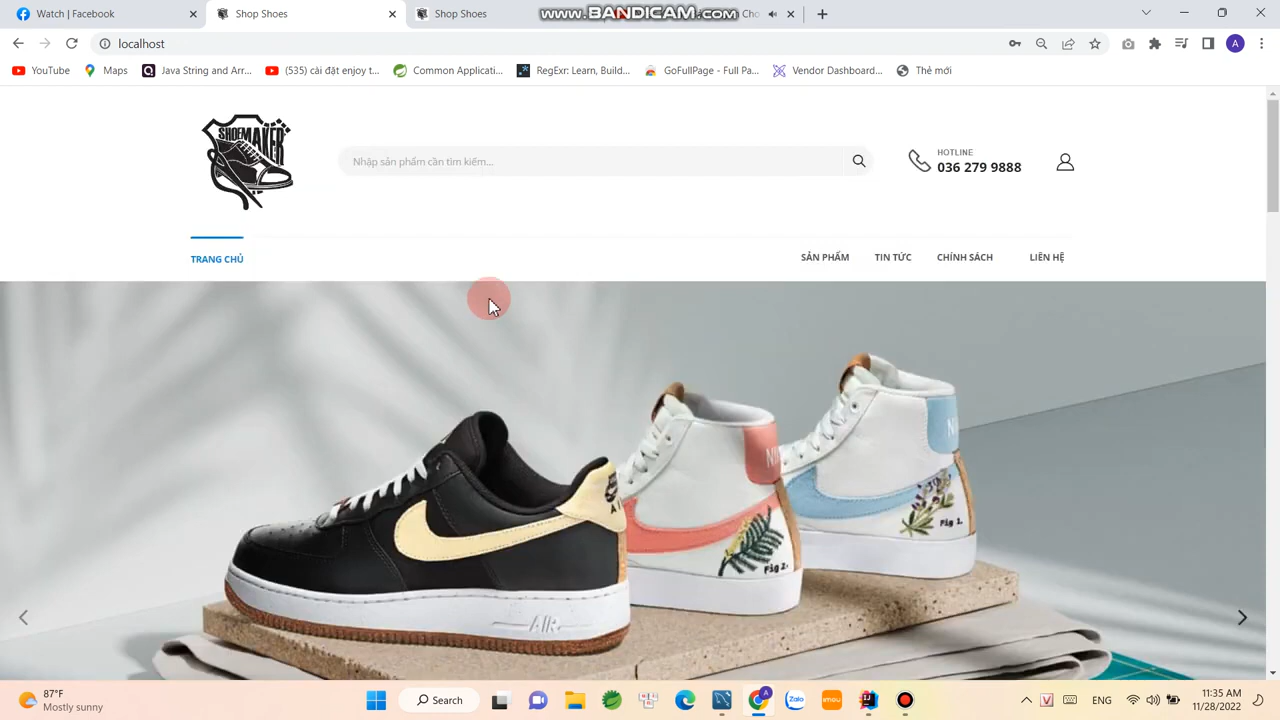 Watch | Facebook
Shop Shoes
Shop Shoes
www.BANDICAM.com
Cho
localhost
A
YouTube
Maps
Java String and Arr...
(535) cài đặt enjoy t...
Common Applicati...
RegExr: Learn, Build...
GoFullPage - Full Pa...
Vendor Dashboard...
Thẻ mới
SHOEMAKER
Nhập sản phẩm cần tìm kiếm...
HOTLINE
036 279 9888
TRANG CHỦ
SẢN PHẨM
TIN TỨC
CHÍNH SÁCH
LIÊN HỆ
Fig 1.
Fig 2.
AIR
87°F
Mostly sunny
Search
Zalo
imou
ENG
11:35 AM
11/28/2022